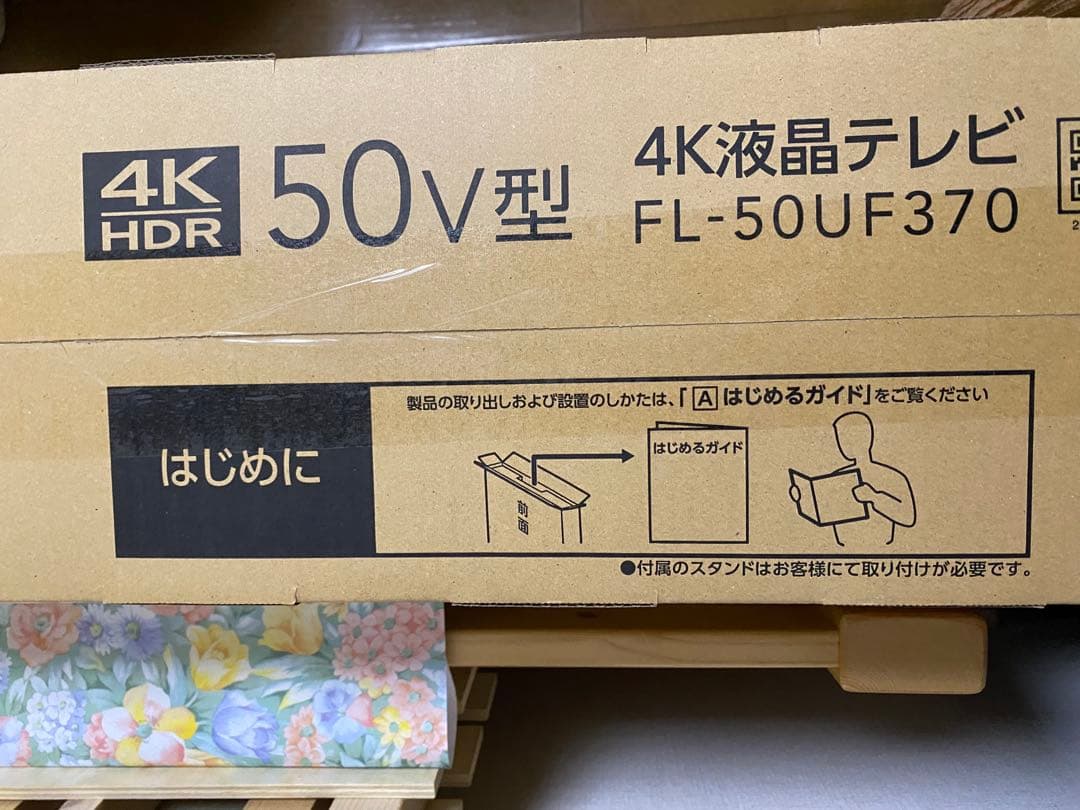 4K
HDR
50V型
4K液晶テレビ
FL-50UF370
2
はじめに
製品の取り出しおよび設置のしかたは、「Aはじめるガイド」をご覧ください
前面
はじめるガイド
●付属のスタンドはお客様にて取り付けが必要です。